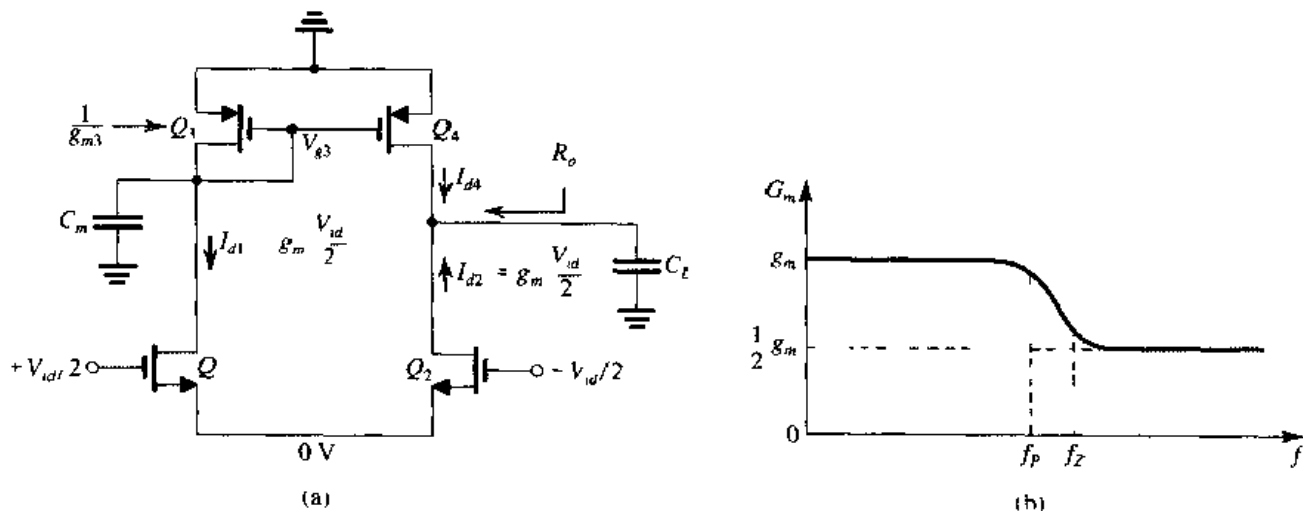 1
g_m3
Q_3
V_g3
Q_4
R_o
I_d4
C_m
I_d1
g_m V_id
2
I_d2 = g_m V_id
2
C_L
+ V_id/ 2
Q
Q_2
- V_id/2
0 V
(a)
G_m
g_m
1
2
g_m
0
f_P
f_Z
f
(b)